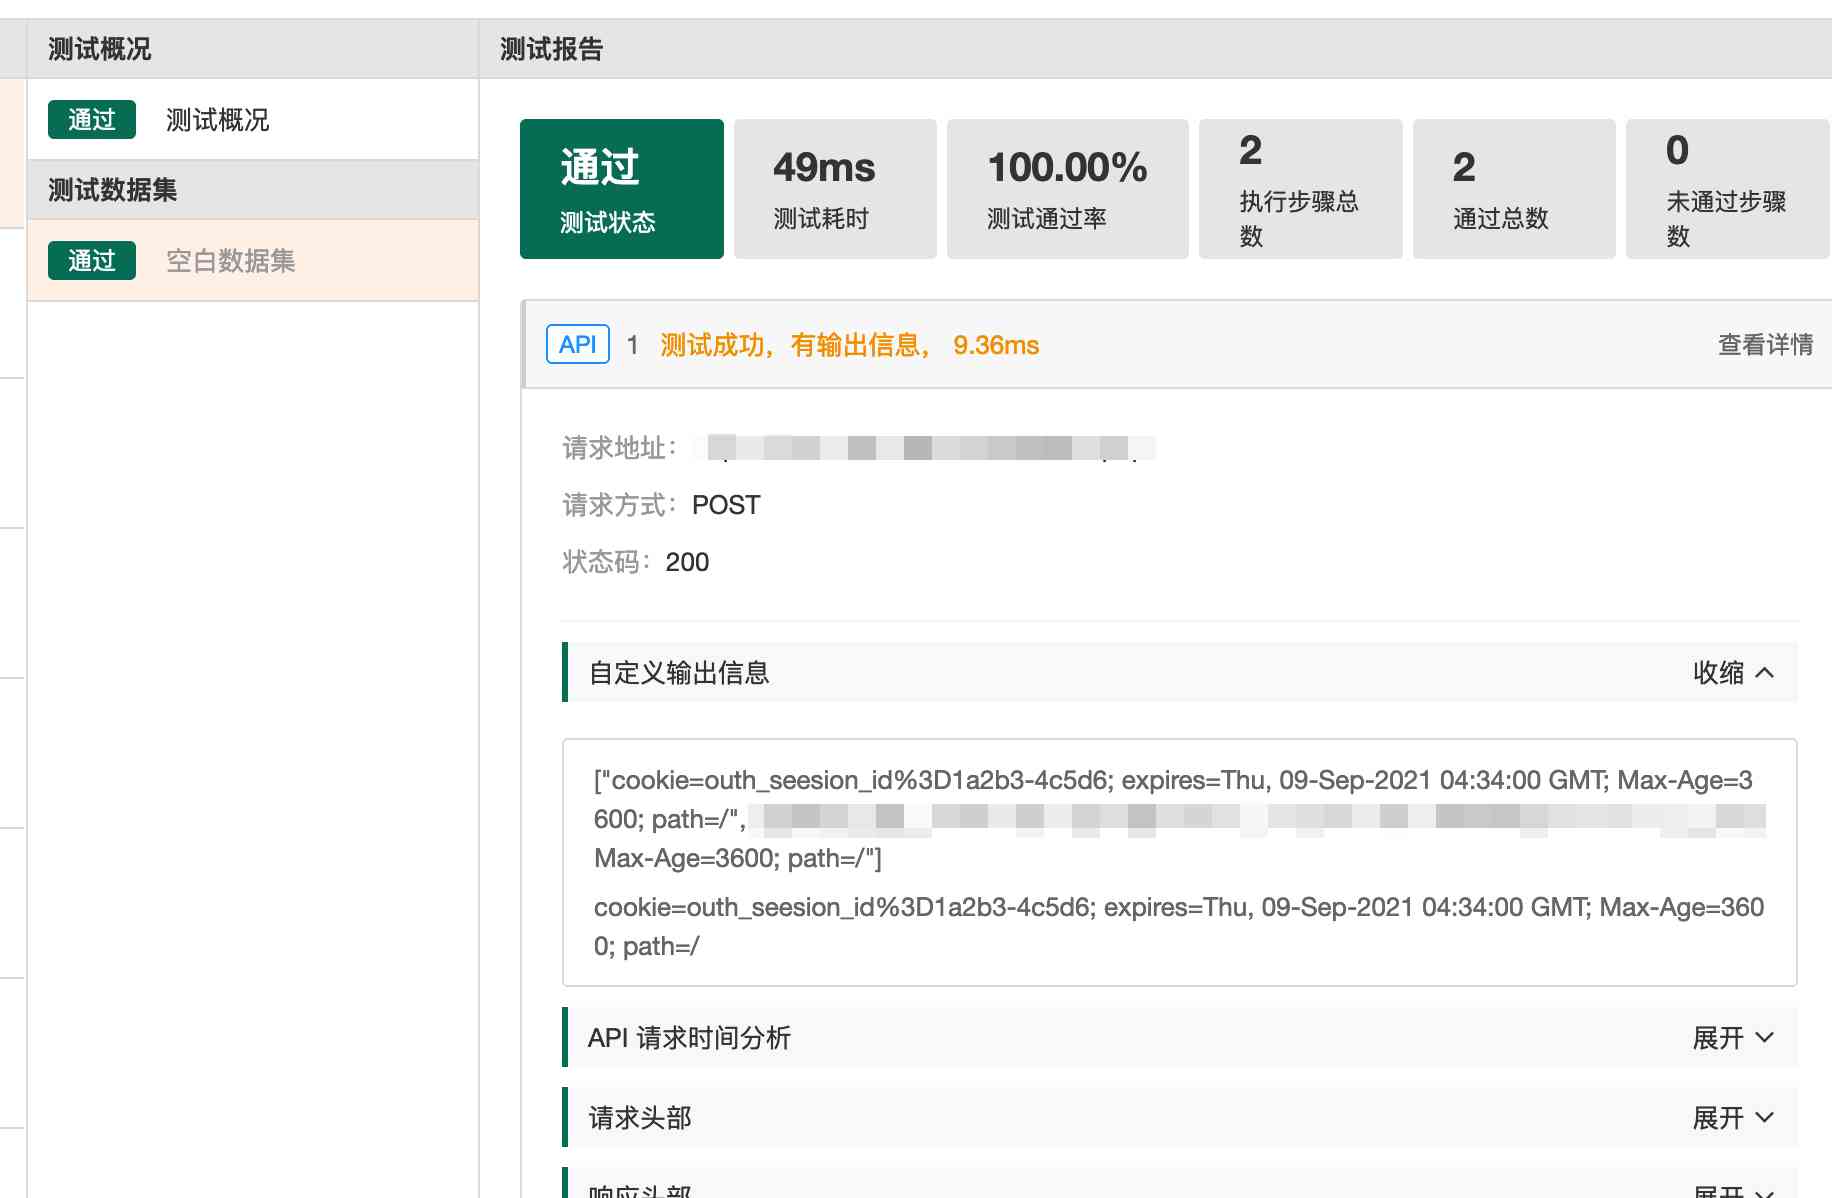 测试概况
测试报告
通过 测试概况
测试数据集
通过 空白数据集
通过
测试状态
49ms
测试耗时
100.00%
测试通过率
2
执行步骤总
数
2
通过总数
0
未通过步骤
数
API 1 测试成功，有输出信息， 9.36ms 查看详情
请求地址：
请求方式：POST
状态码：200
自定义输出信息 收缩
["cookie=outh_seesion_id%3D1a2b3-4c5d6; expires=Thu, 09-Sep-2021 04:34:00 GMT; Max-Age=3
600; path=/",
Max-Age=3600; path=/"]
cookie=outh_seesion_id%3D1a2b3-4c5d6; expires=Thu, 09-Sep-2021 04:34:00 GMT; Max-Age=360
0; path=/
API 请求时间分析 展开
请求头部 展开
响应头部 展开